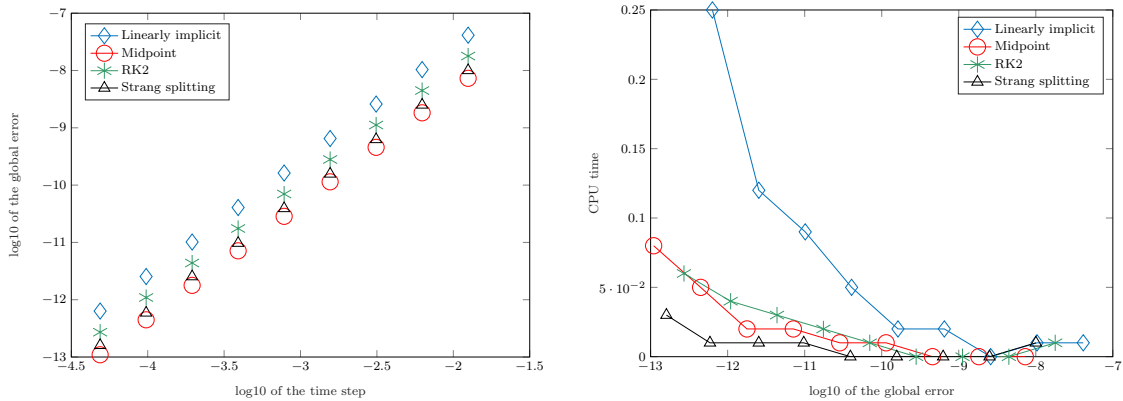 −7
−8
−9
−10
−11
−12
−13
−4.5
−4
−3.5
−3
−2.5
−2
−1.5
log10 of the global error
log10 of the time step
Linearly implicit
Midpoint
RK2
Strang splitting
0.25
0.2
0.15
0.1
5 · 10⁻²
0
−13
−12
−11
−10
−9
−8
−7
CPU time
log10 of the global error
Linearly implicit
Midpoint
RK2
Strang splitting